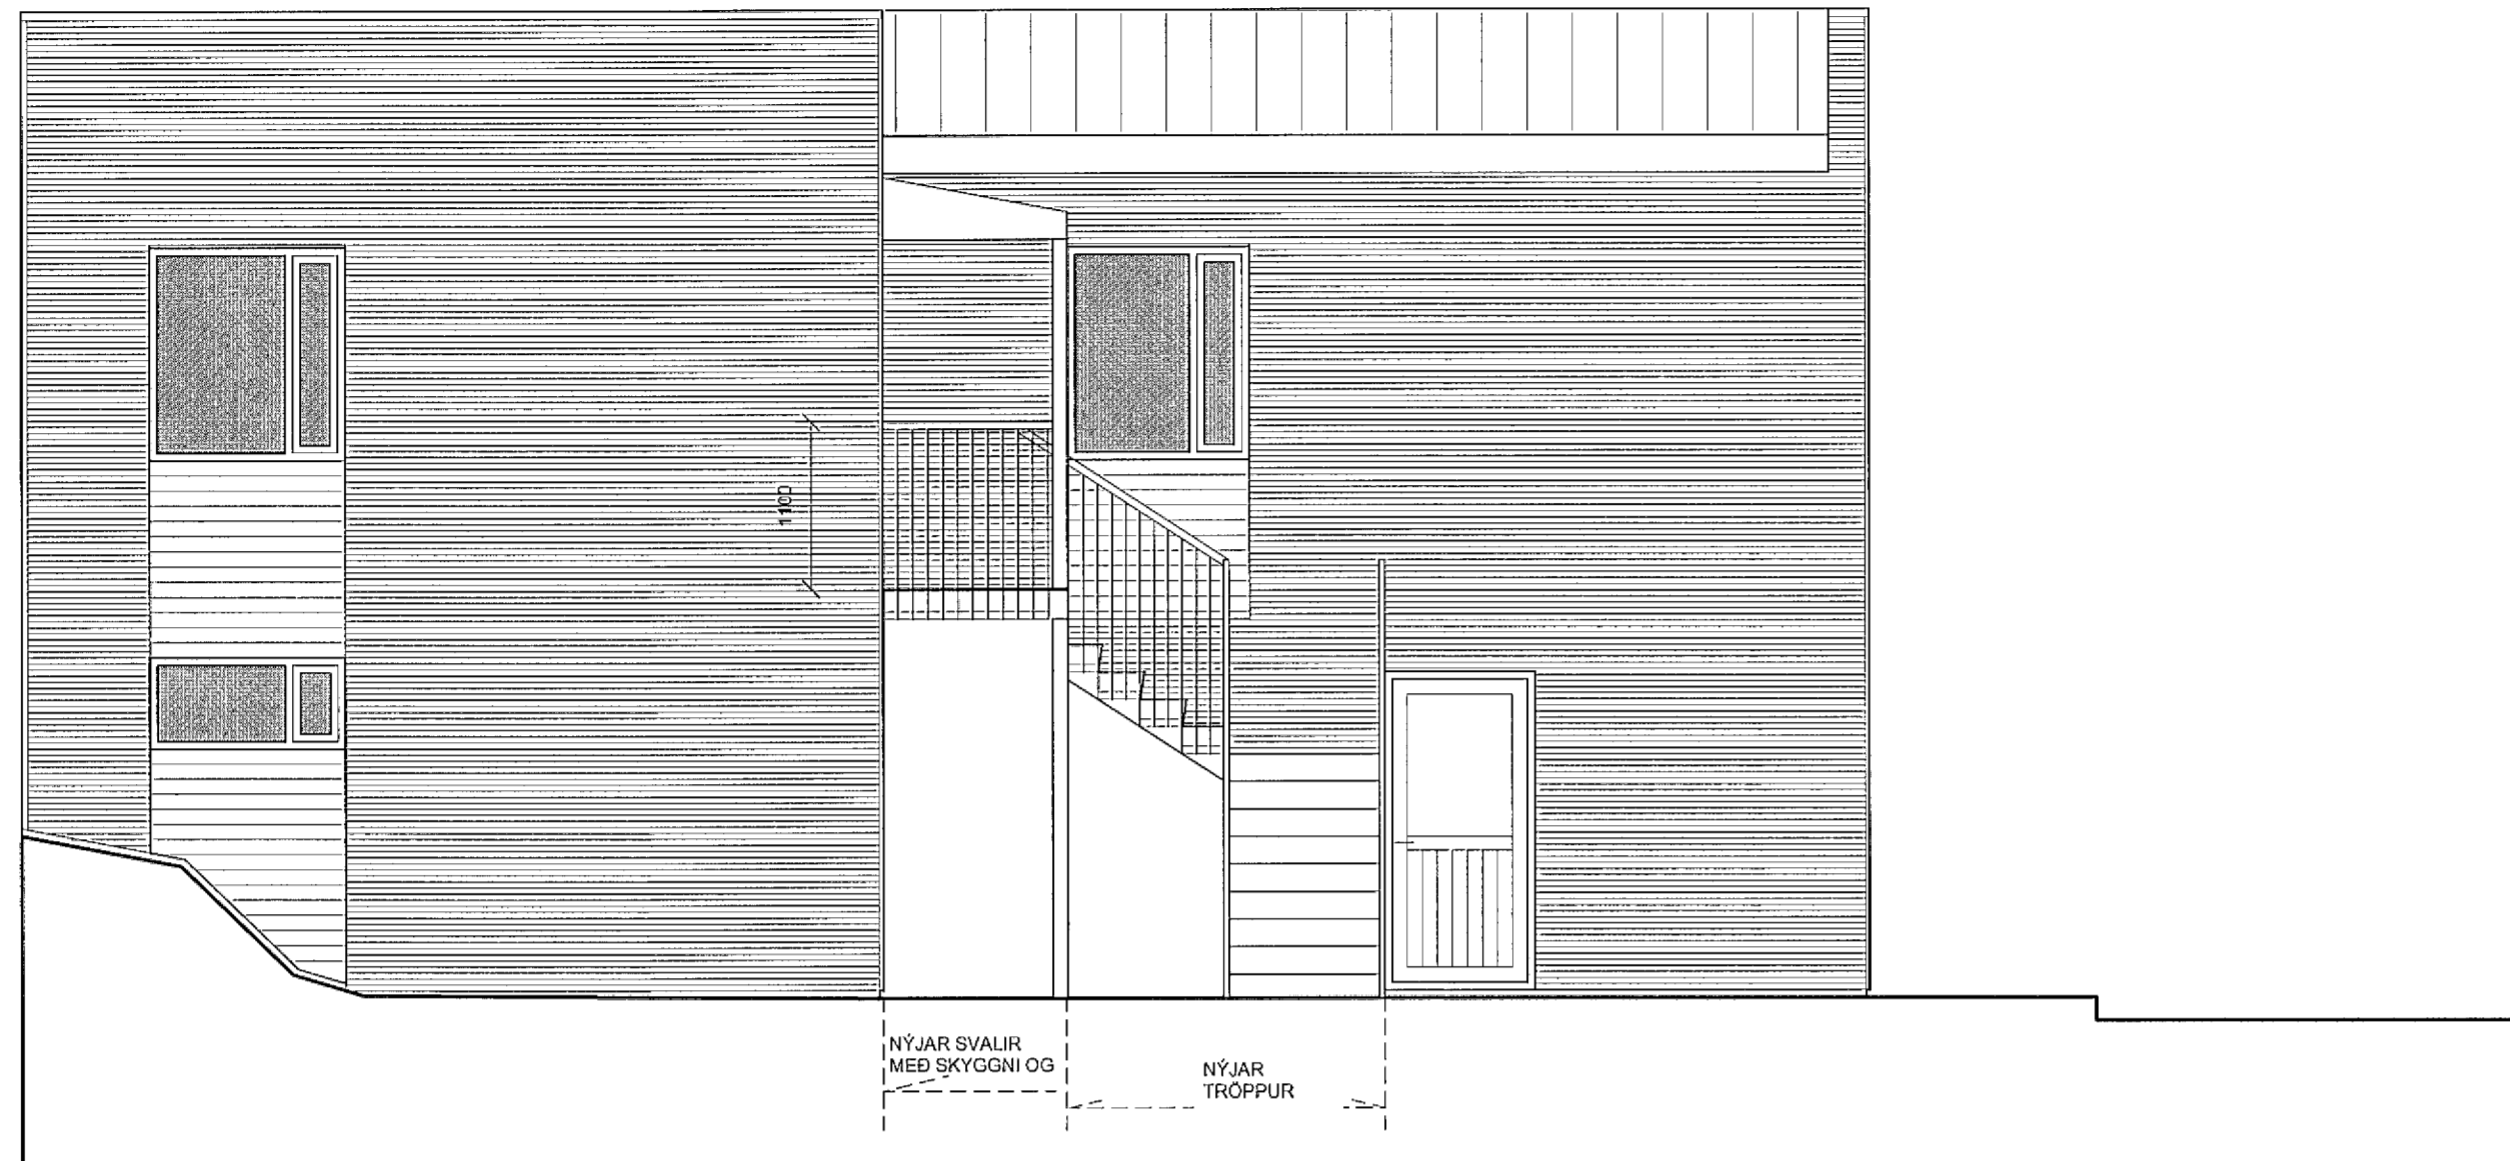 1100
NÝJAR SVALIR
MEÐ SKYGGNI OG
NÝJAR
TRÖPPUR